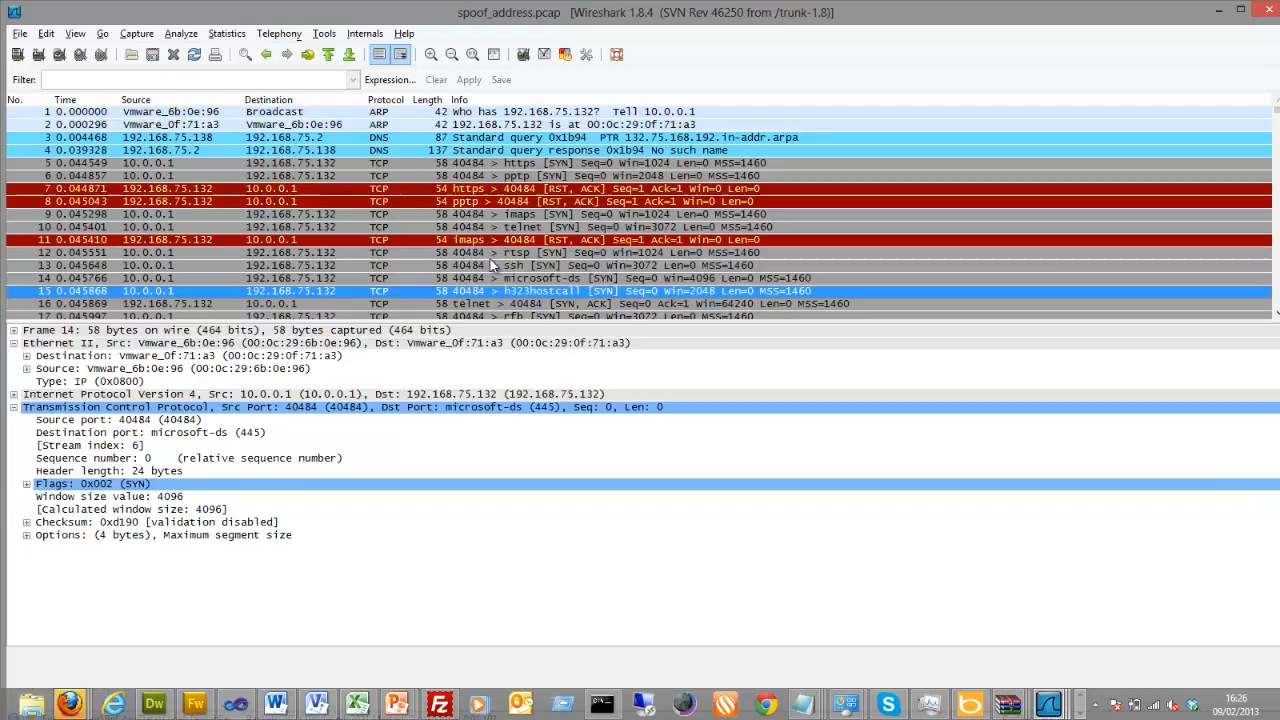 spoof_address.pcap [Wireshark 1.8.4 (SVN Rev 46250 from /trunk-1.8)]
File Edit View Go Capture Analyze Statistics Telephony Tools Internals Help
Filter: Expression... Clear Apply Save
No. Time Source Destination Protocol Length Info
1 0.000000 Vmware_6b:0e:96 Broadcast ARP 42 Who has 192.168.75.132? Tell 10.0.0.1
2 0.000296 Vmware_0f:71:a3 Vmware_6b:0e:96 ARP 42 192.168.75.132 is at 00:0c:29:0f:71:a3
3 0.004468 192.168.75.138 192.168.75.2 DNS 87 Standard query 0x1b94 PTR 132.75.168.192.in-addr.arpa
4 0.039328 192.168.75.2 192.168.75.138 DNS 137 Standard query response 0x1b94 No such name
5 0.044549 10.0.0.1 192.168.75.132 TCP 58 40484 > https [SYN] Seq=0 Win=1024 Len=0 MSS=1460
6 0.044857 10.0.0.1 192.168.75.132 TCP 58 40484 > pptp [SYN] Seq=0 Win=2048 Len=0 MSS=1460
7 0.044871 192.168.75.132 10.0.0.1 TCP 54 https > 40484 [RST, ACK] Seq=1 Ack=1 Win=0 Len=0
8 0.045043 192.168.75.132 10.0.0.1 TCP 54 pptp > 40484 [RST, ACK] Seq=1 Ack=1 Win=0 Len=0
9 0.045298 10.0.0.1 192.168.75.132 TCP 58 40484 > imaps [SYN] Seq=0 Win=1024 Len=0 MSS=1460
10 0.045401 10.0.0.1 192.168.75.132 TCP 58 40484 > telnet [SYN] Seq=0 Win=3072 Len=0 MSS=1460
11 0.045410 192.168.75.132 10.0.0.1 TCP 54 imaps > 40484 [RST, ACK] Seq=1 Ack=1 Win=0 Len=0
12 0.045551 10.0.0.1 192.168.75.132 TCP 58 40484 > rtsp [SYN] Seq=0 Win=1024 Len=0 MSS=1460
13 0.045648 10.0.0.1 192.168.75.132 TCP 58 40484 > ssh [SYN] Seq=0 Win=3072 Len=0 MSS=1460
14 0.045766 10.0.0.1 192.168.75.132 TCP 58 40484 > microsoft-ds [SYN] Seq=0 Win=4096 Len=0 MSS=1460
15 0.045868 10.0.0.1 192.168.75.132 TCP 58 40484 > h323hostcall [SYN] Seq=0 Win=2048 Len=0 MSS=1460
16 0.045869 192.168.75.132 10.0.0.1 TCP 58 telnet > 40484 [SYN, ACK] Seq=0 Ack=1 Win=64240 Len=0 MSS=1460
17 0.045997 10.0.0.1 192.168.75.132 TCP 58 40484 > rfb [SYN] Seq=0 Win=3072 Len=0 MSS=1460
Frame 14: 58 bytes on wire (464 bits), 58 bytes captured (464 bits)
Ethernet II, Src: Vmware_6b:0e:96 (00:0c:29:6b:0e:96), Dst: Vmware_0f:71:a3 (00:0c:29:0f:71:a3)
Destination: Vmware_0f:71:a3 (00:0c:29:0f:71:a3)
Source: Vmware_6b:0e:96 (00:0c:29:6b:0e:96)
Type: IP (0x0800)
Internet Protocol Version 4, Src: 10.0.0.1 (10.0.0.1), Dst: 192.168.75.132 (192.168.75.132)
Transmission Control Protocol, Src Port: 40484 (40484), Dst Port: microsoft-ds (445), Seq: 0, Len: 0
Source port: 40484 (40484)
Destination port: microsoft-ds (445)
[Stream index: 6]
Sequence number: 0 (relative sequence number)
Header length: 24 bytes
Flags: 0x002 (SYN)
Window size value: 4096
[Calculated window size: 4096]
Checksum: 0xd190 [validation disabled]
Options: (4 bytes), Maximum segment size
16:26
09/02/2013